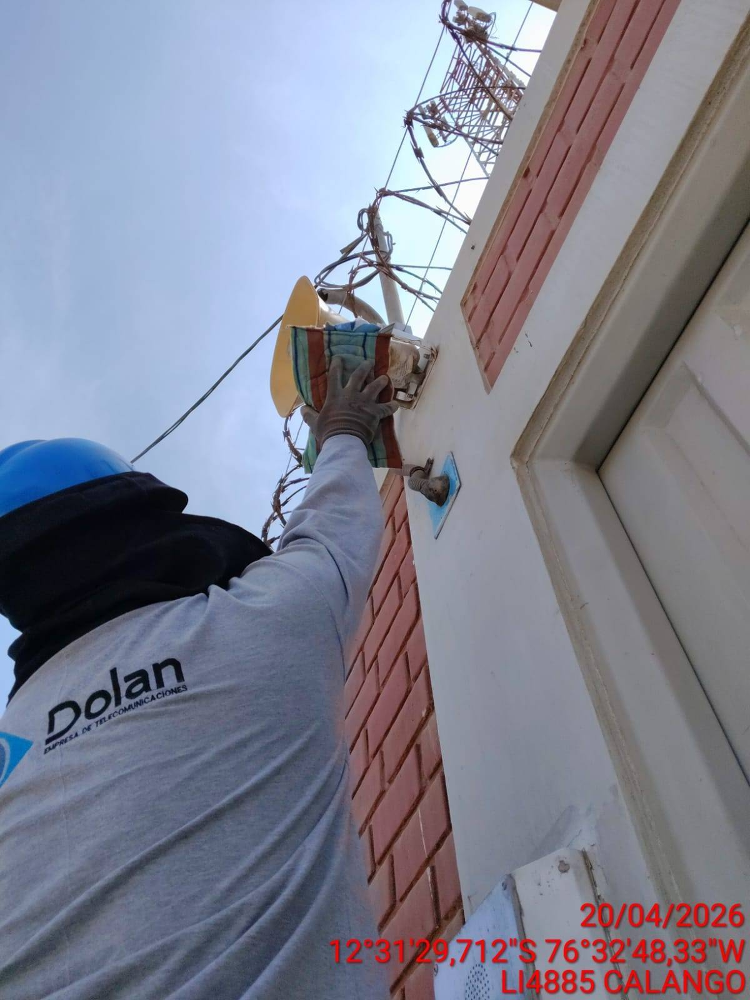 Dolan
EMPRESA DE TELECOMUNICACIONES
20/04/2026
12°31'29,712"S 76°32'48,33"W
LI4885 CALANGO